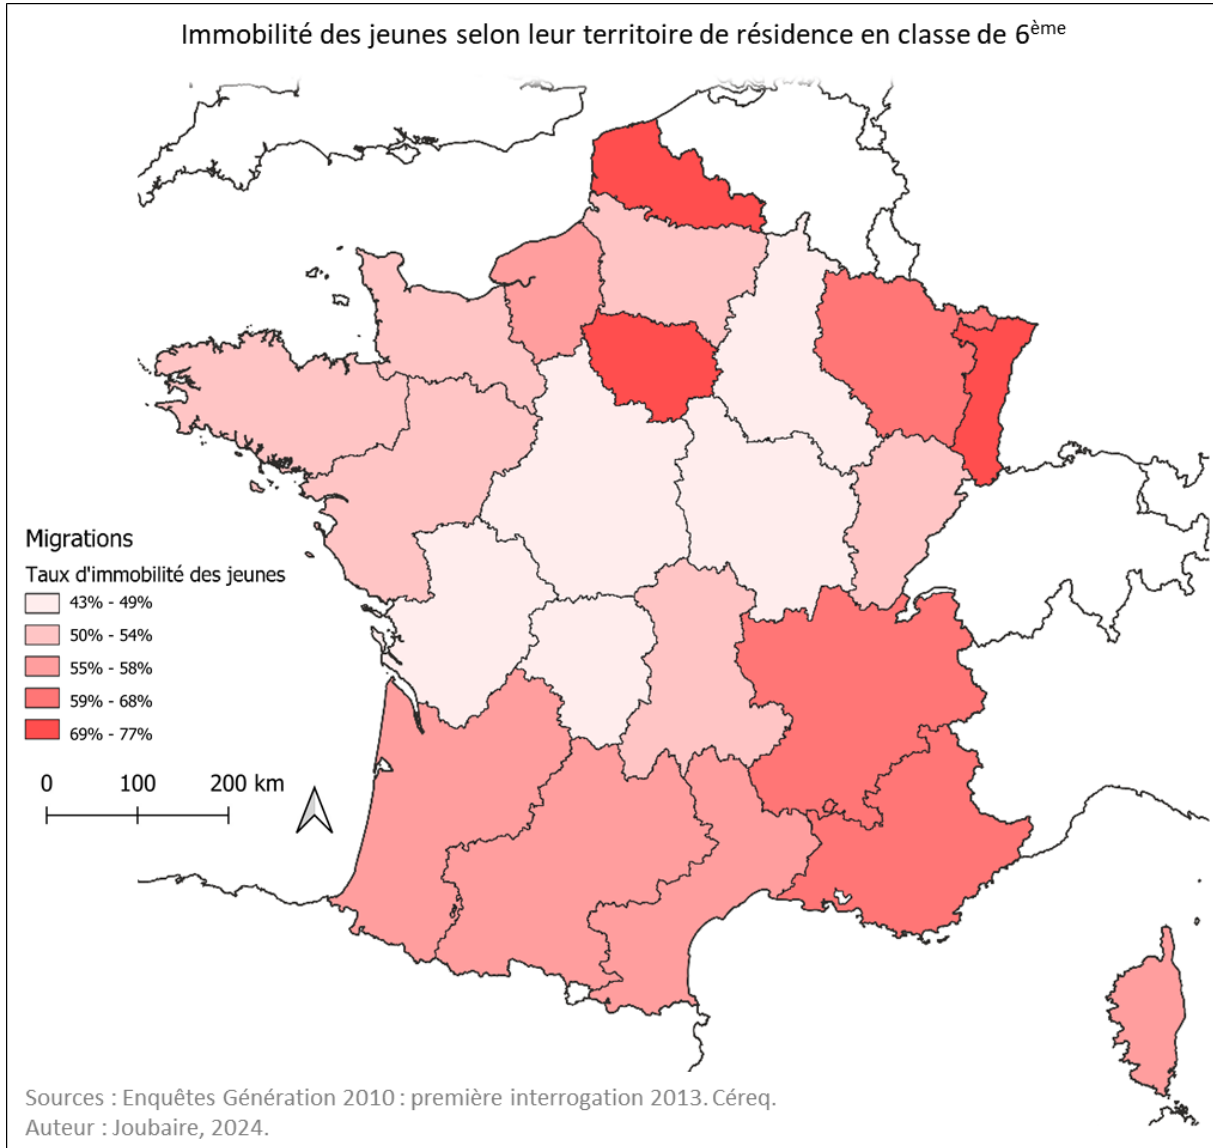 Immobilité des jeunes selon leur territoire de résidence en classe de 6ème
Migrations
Taux d'immobilité des jeunes
43% - 49%
50% - 54%
55% - 58%
59% - 68%
69% - 77%
0 100 200 km
Sources : Enquêtes Génération 2010 : première interrogation 2013. Céreq.
Auteur : Joubaire, 2024.